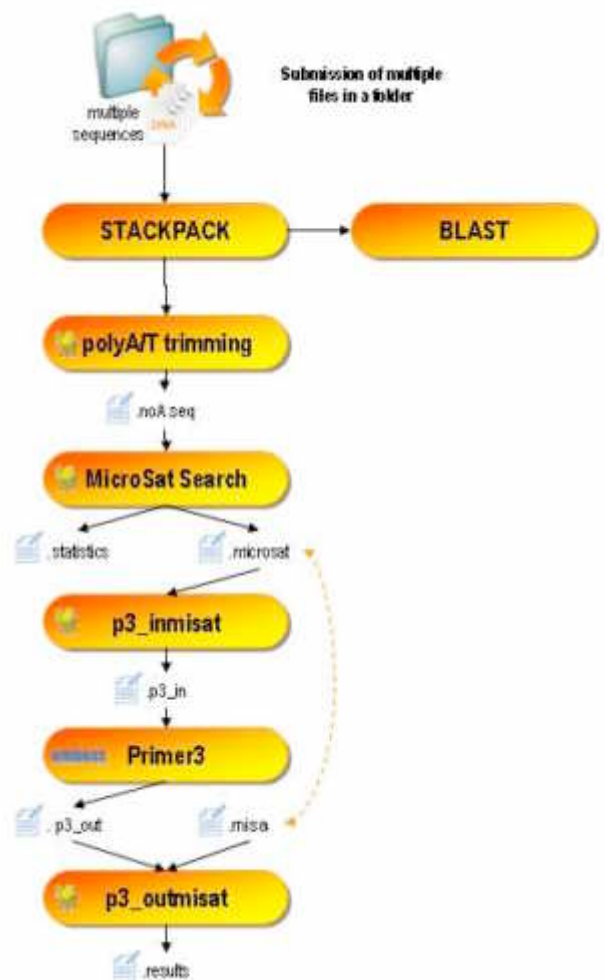 Submission of multiple
files in a folder
multiple
sequences
DNA
STACKPACK
BLAST
polyA/T trimming
.noA.seq
MicroSat Search
.statistics
.microsat
p3_inmisat
.p3_in
Primer3
.p3_out
.misa
p3_outmisat
.results